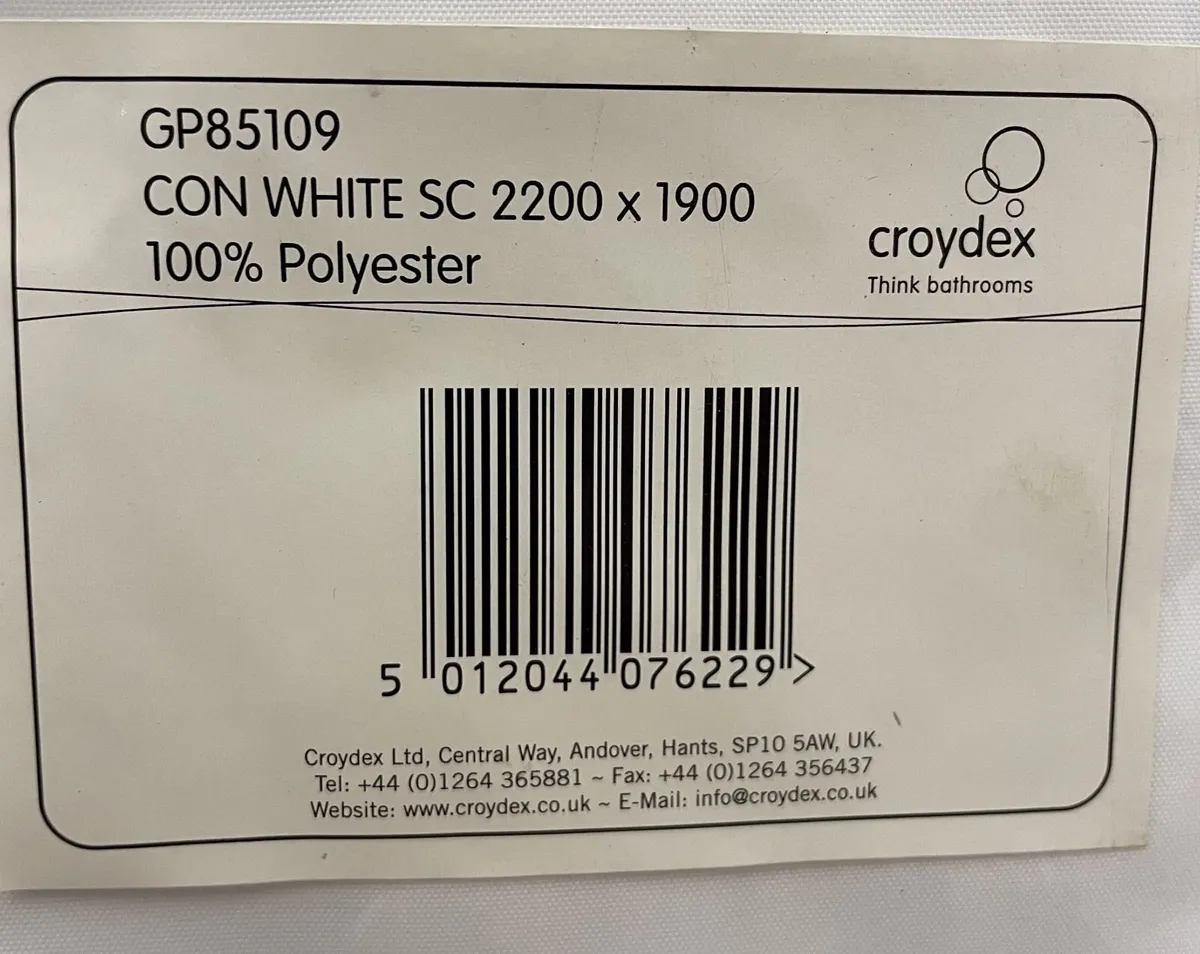 GP85109
CON WHITE SC 2200 x 1900
100% Polyester
croydex
Think bathrooms
5 012044 076229 >
Croydex Ltd, Central Way, Andover, Hants, SP10 5AW, UK.
Tel: +44 (0)1264 365881 ~ Fax: +44 (0)1264 356437
Website: www.croydex.co.uk ~ E-Mail: info@croydex.co.uk